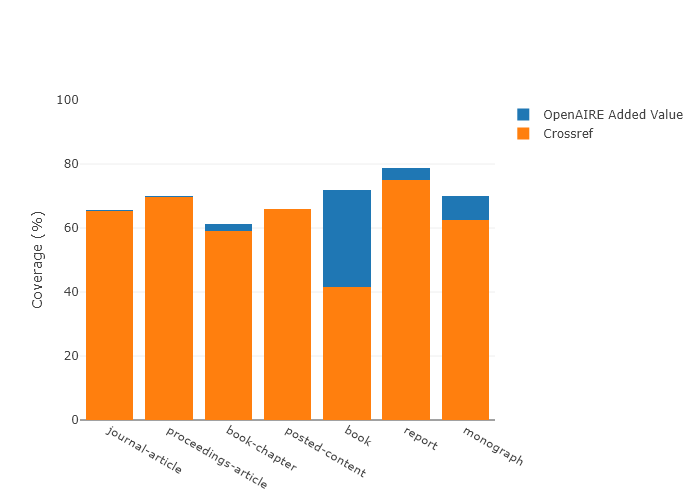 100
80
60
40
20
0
Coverage (%)
journal-article
proceedings-article
book-chapter
posted-content
book
report
monograph
OpenAIRE Added Value
Crossref